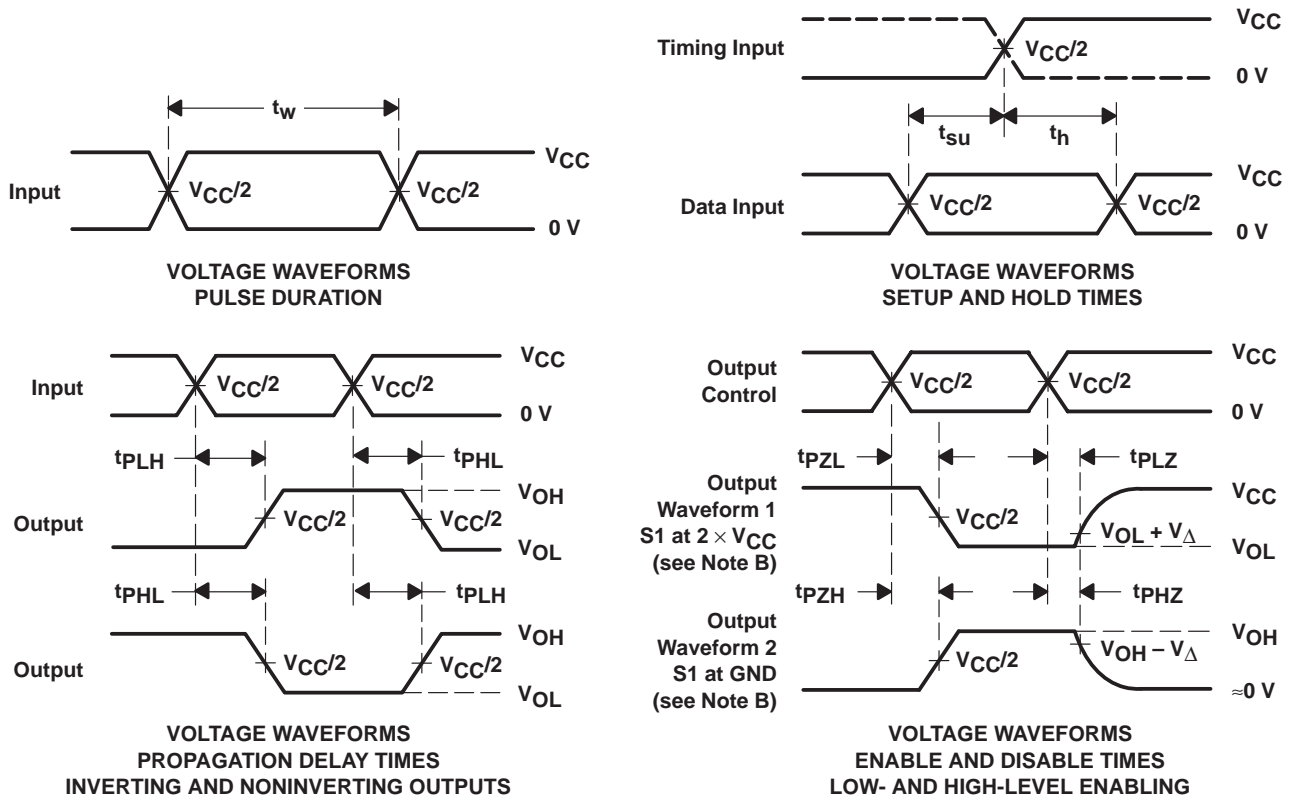 tw
Input
VCC/2
VCC/2
VCC
0 V
VOLTAGE WAVEFORMS
PULSE DURATION
Timing Input
VCC/2
VCC
0 V
tsu
th
Data Input
VCC/2
VCC/2
VCC
0 V
VOLTAGE WAVEFORMS
SETUP AND HOLD TIMES
Input
VCC/2
VCC/2
VCC
0 V
tPLH
tPHL
Output
VCC/2
VCC/2
VOH
VOL
tPHL
tPLH
Output
VCC/2
VCC/2
VOH
VOL
VOLTAGE WAVEFORMS
PROPAGATION DELAY TIMES
INVERTING AND NONINVERTING OUTPUTS
Output
Control
VCC/2
VCC/2
VCC
0 V
tPZL
tPLZ
Output
Waveform 1
S1 at 2 × VCC
(see Note B)
VCC/2
VOL + VΔ
VCC
VOL
tPZH
tPHZ
Output
Waveform 2
S1 at GND
(see Note B)
VCC/2
VOH – VΔ
VOH
≈0 V
VOLTAGE WAVEFORMS
ENABLE AND DISABLE TIMES
LOW- AND HIGH-LEVEL ENABLING